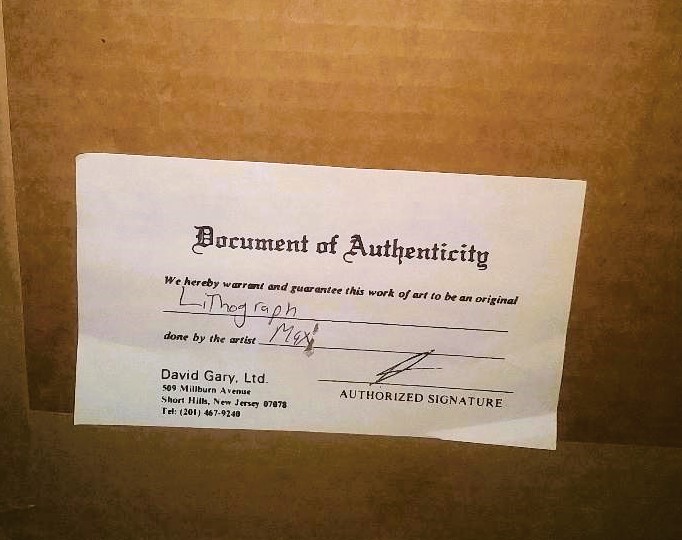 Document of Authenticity
We hereby warrant and guarantee this work of art to be an original
Lithograph
done by the artist Max
David Gary, Ltd.
509 Millburn Avenue
Short Hills, New Jersey 07078
Tel: (201) 467-9240
AUTHORIZED SIGNATURE